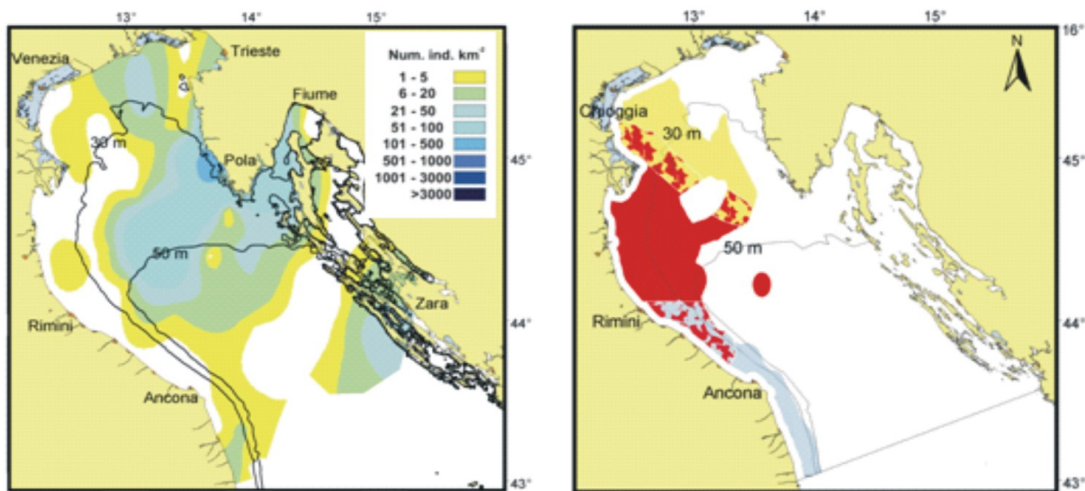 13° 14° 15°
Venezia
Trieste
Num. ind. km⁻²
1 - 5
6 - 20
21 - 50
51 - 100
101 - 500
501 - 1000
1001 - 3000
>3000
Fiume
30 m
Pola
45°
50 m
Zara
Rimini
44°
Ancona
43°
13° 14° 15° 16°
N
Chioggia
30 m
45°
50 m
Rimini
44°
Ancona
43°